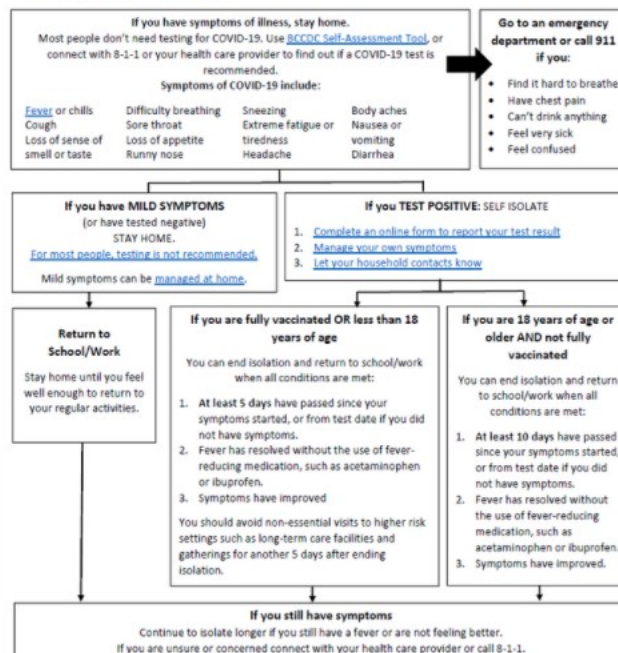 If you have symptoms of illness, stay home.
Most people don't need testing for COVID-19. Use BCCDC Self-Assessment Tool, or
connect with 8-1-1 or your health care provider to find out if a COVID-19 test is
recommended.
Symptoms of COVID-19 include:
Fever or chills
Cough
Loss of sense of
smell or taste
Difficulty breathing
Sore throat
Loss of appetite
Runny nose
Sneezing
Extreme fatigue or
tiredness
Headache
Body aches
Nausea or
vomiting
Diarrhea
Go to an emergency
department or call 911
if you:
• Find it hard to breathe
• Have chest pain
• Can't drink anything
• Feel very sick
• Feel confused
If you have MILD SYMPTOMS
(or have tested negative)
STAY HOME.
For most people, testing is not recommended.
Mild symptoms can be managed at home.
If you TEST POSITIVE: SELF ISOLATE
1. Complete an online form to report your test result
2. Manage your own symptoms
3. Let your household contacts know
Return to
School/Work
Stay home until you feel
well enough to return to
your regular activities.
If you are fully vaccinated OR less than 18
years of age
You can end isolation and return to school/work
when all conditions are met:
1. At least 5 days have passed since your
symptoms started, or from test date if you did
not have symptoms.
2. Fever has resolved without the use of fever-
reducing medication, such as acetaminophen
or ibuprofen.
3. Symptoms have improved
You should avoid non-essential visits to higher risk
settings such as long-term care facilities and
gatherings for another 5 days after ending
isolation.
If you are 18 years of age or
older AND not fully
vaccinated
You can end isolation and return
to school/work when all
conditions are met:
1. At least 10 days have passed
since your symptoms started,
or from test date if you did
not have symptoms.
2. Fever has resolved without
the use of fever-reducing
medication, such as
acetaminophen or ibuprofen.
3. Symptoms have improved.
If you still have symptoms
Continue to isolate longer if you still have a fever or are not feeling better.
If you are unsure or concerned connect with your health care provider or call 8-1-1.